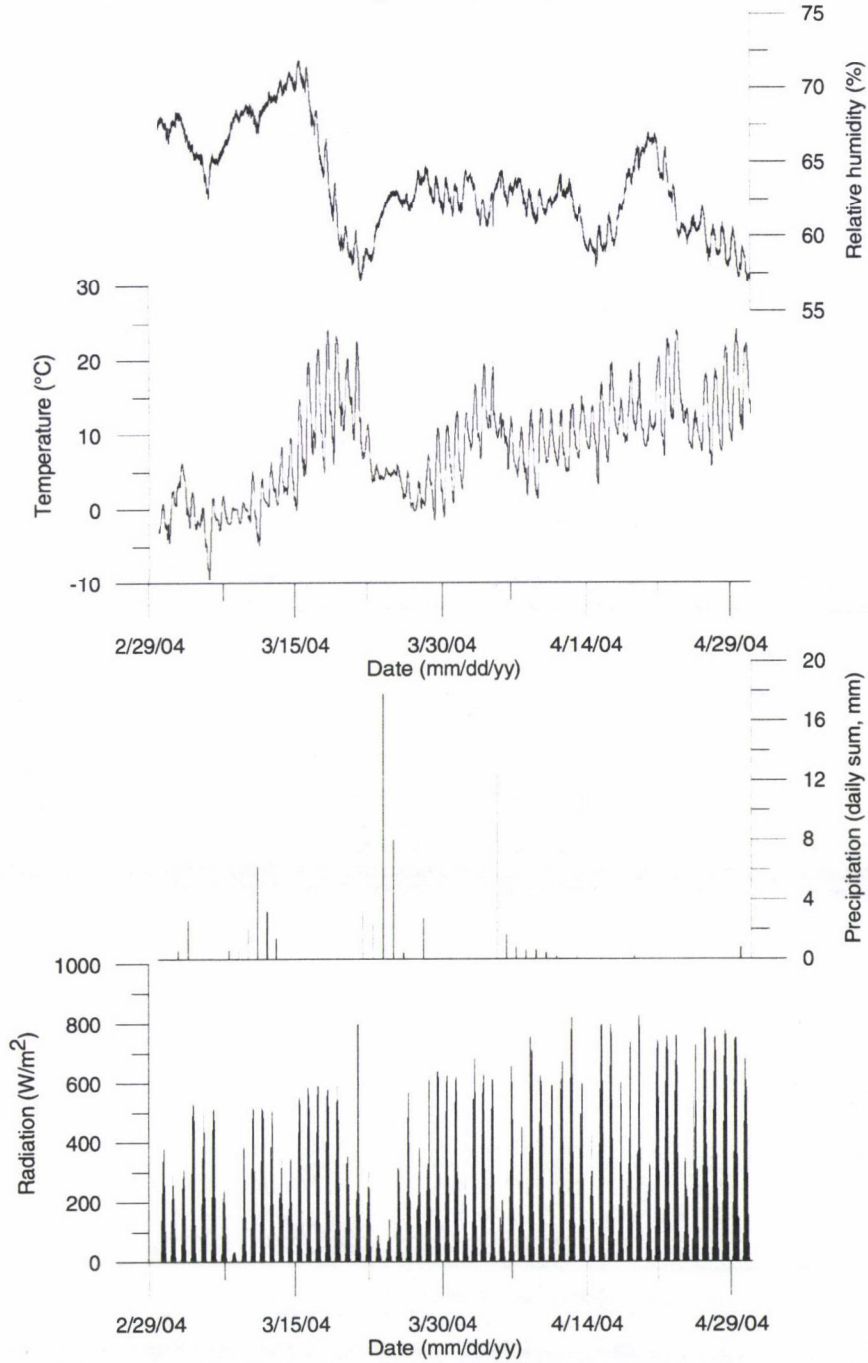 75
70
65
60
55
Relative humidity (%)
30
20
10
0
-10
Temperature (°C)
2/29/04 3/15/04 3/30/04 4/14/04 4/29/04
Date (mm/dd/yy)
20
16
12
8
4
0
Precipitation (daily sum, mm)
1000
800
600
400
200
0
Radiation (W/m²)
2/29/04 3/15/04 3/30/04 4/14/04 4/29/04
Date (mm/dd/yy)